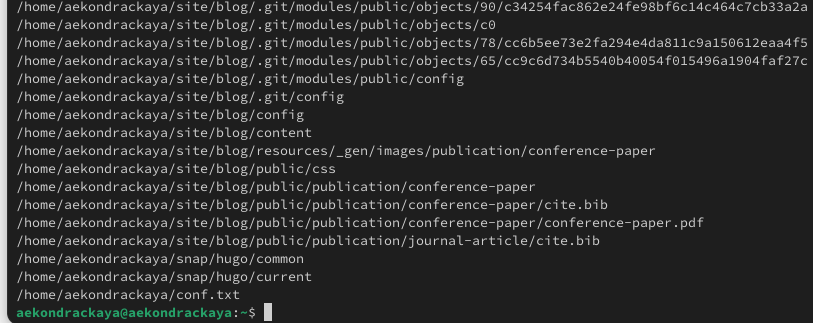 /home/aekondrackaya/site/blog/.git/modules/public/objects/90/c34254fac862e24fe98bf6c14c464c7cb33a2a
/home/aekondrackaya/site/blog/.git/modules/public/objects/c0
/home/aekondrackaya/site/blog/.git/modules/public/objects/78/cc6b5ee73e2fa294e4da811c9a150612eaa4f5
/home/aekondrackaya/site/blog/.git/modules/public/objects/65/cc9c6d734b5540b40054f015496a1904faf27c
/home/aekondrackaya/site/blog/.git/modules/public/config
/home/aekondrackaya/site/blog/.git/config
/home/aekondrackaya/site/blog/config
/home/aekondrackaya/site/blog/content
/home/aekondrackaya/site/blog/resources/_gen/images/publication/conference-paper
/home/aekondrackaya/site/blog/public/css
/home/aekondrackaya/site/blog/public/publication/conference-paper
/home/aekondrackaya/site/blog/public/publication/conference-paper/cite.bib
/home/aekondrackaya/site/blog/public/publication/conference-paper/conference-paper.pdf
/home/aekondrackaya/site/blog/public/publication/journal-article/cite.bib
/home/aekondrackaya/snap/hugo/common
/home/aekondrackaya/snap/hugo/current
/home/aekondrackaya/conf.txt
aekondrackaya@aekondrackaya:~$